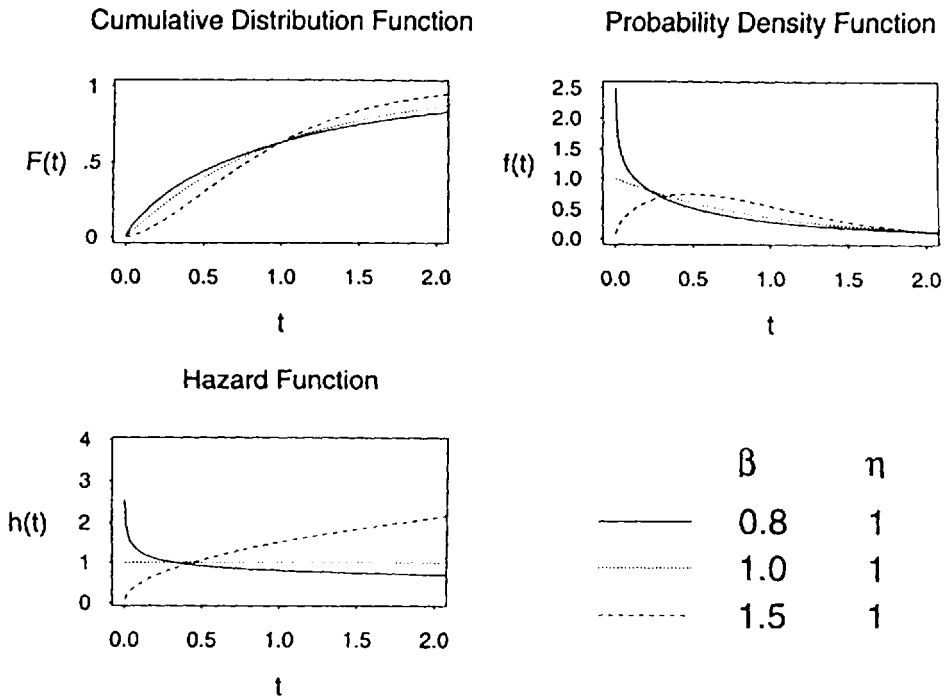 Cumulative Distribution Function
1
F(t)
.5
0
0.0 0.5 1.0 1.5 2.0
t
Probability Density Function
2.5
2.0
f(t)
1.5
1.0
0.5
0.0
0.0 0.5 1.0 1.5 2.0
t
Hazard Function
4
3
h(t)
2
1
0
0.0 0.5 1.0 1.5 2.0
t
β η
0.8 1
1.0 1
1.5 1